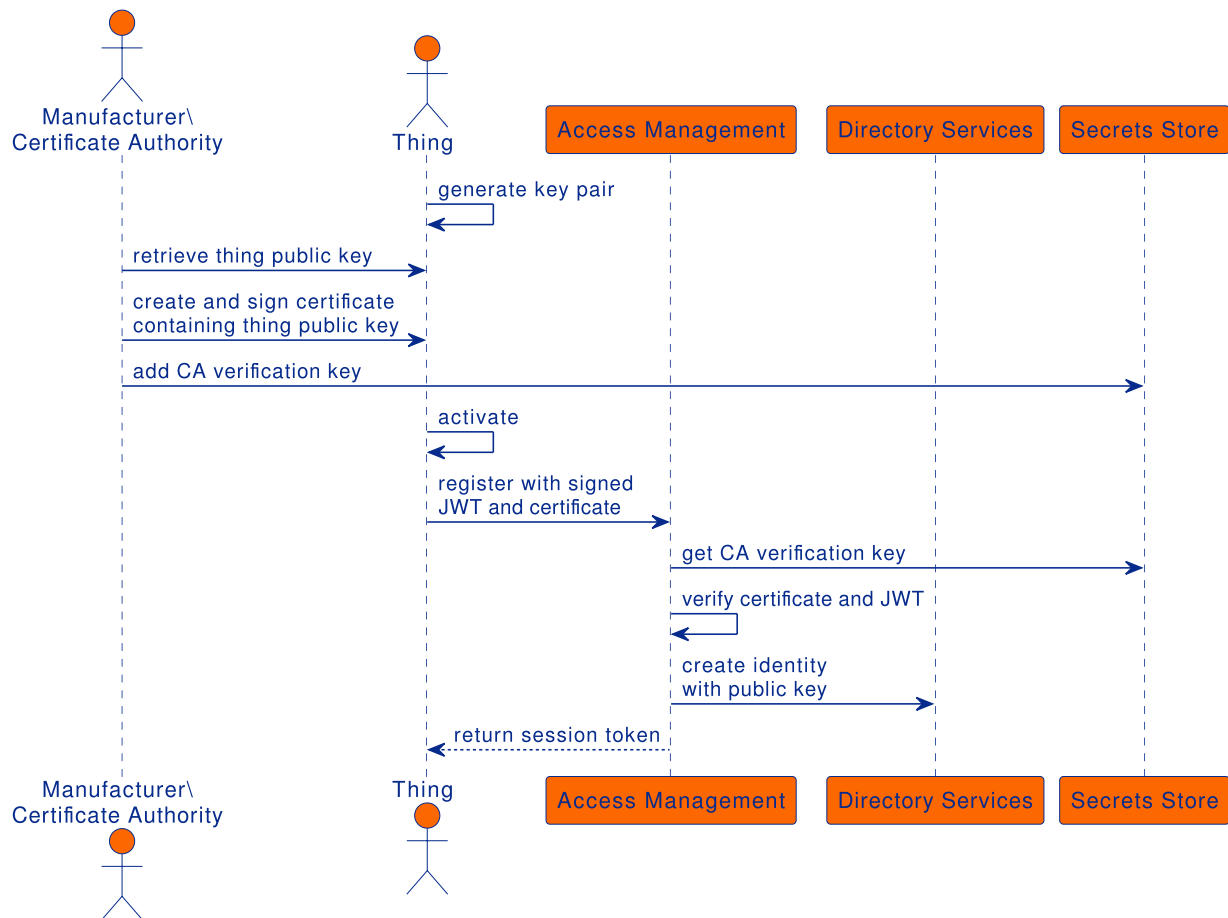 Manufacturer\
Certificate Authority
Thing
Access Management
Directory Services
Secrets Store
generate key pair
retrieve thing public key
create and sign certificate
containing thing public key
add CA verification key
activate
register with signed
JWT and certificate
get CA verification key
verify certificate and JWT
create identity
with public key
return session token
Manufacturer\
Certificate Authority
Thing
Access Management
Directory Services
Secrets Store